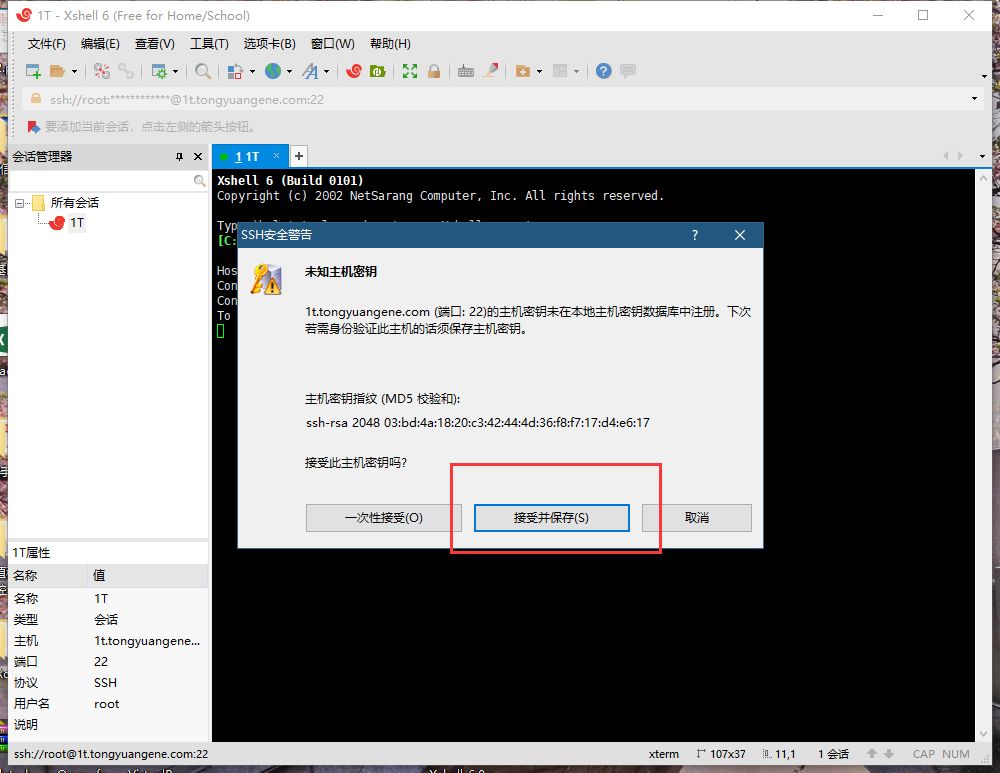 1T - Xshell 6 (Free for Home/School)
文件(F) 编辑(E) 查看(V) 工具(T) 选项卡(B) 窗口(W) 帮助(H)
ssh://root:************@1t.tongyuangene.com:22
要添加当前会话，点击左侧的箭头按钮。
会话管理器
1 1T
所有会话
1T
Xshell 6 (Build 0101)
Copyright (c) 2002 NetSarang Computer, Inc. All rights reserved.
Typ
[C:
Hos
Con
Con
To
SSH安全警告
未知主机密钥
1t.tongyuangene.com (端口: 22)的主机密钥未在本地主机密钥数据库中注册。下次
若需身份验证此主机的话须保存主机密钥。
主机密钥指纹 (MD5 校验和):
ssh-rsa 2048 03:bd:4a:18:20:c3:42:44:4d:36:f8:f7:17:d4:e6:17
接受此主机密钥吗?
一次性接受(O) 接受并保存(S) 取消
1T属性
名称 值
名称 1T
类型 会话
主机 1t.tongyuangene...
端口 22
协议 SSH
用户名 root
说明
ssh://root@1t.tongyuangene.com:22 xterm 107x37 11,1 1 会话 CAP NUM